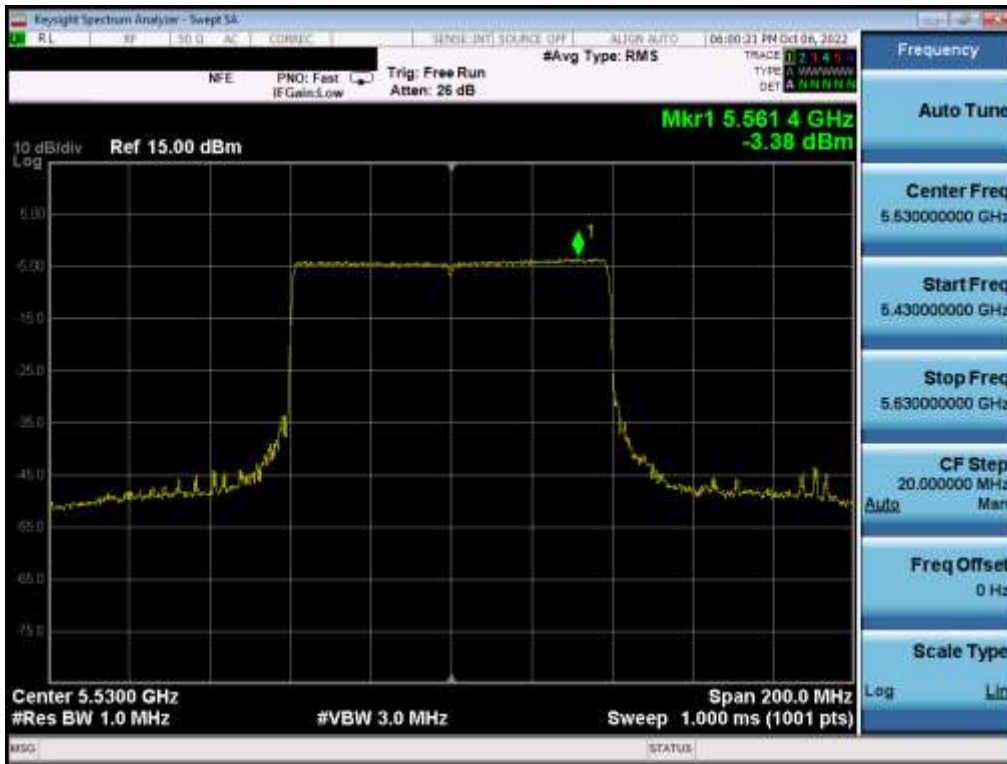 Keysight Spectrum Analyzer - Swept SA
RL RF 50 Ω AC CORREC SENSE:INT SOURCE OFF ALIGN AUTO 06:00:21 PM Oct 06, 2022
#Avg Type: RMS
TRACE 1 2 3 4 5 6
NFE PNO: Fast Trig: Free Run
TYPE A WWWWW
IFGain:Low Atten: 26 dB
DET A N N N N N
Mkr1 5.561 4 GHz
-3.38 dBm
10 dB/div Ref 15.00 dBm
Log
5.00
-5.00
-15.0
-25.0
-35.0
-45.0
-55.0
-65.0
-75.0
1
Center 5.5300 GHz Span 200.0 MHz
#Res BW 1.0 MHz #VBW 3.0 MHz Sweep 1.000 ms (1001 pts)
MSG STATUS
Frequency
Auto Tune
Center Freq
5.530000000 GHz
Start Freq
5.430000000 GHz
Stop Freq
5.630000000 GHz
CF Step
20.000000 MHz
Auto Man
Freq Offset
0 Hz
Scale Type
Log Lin